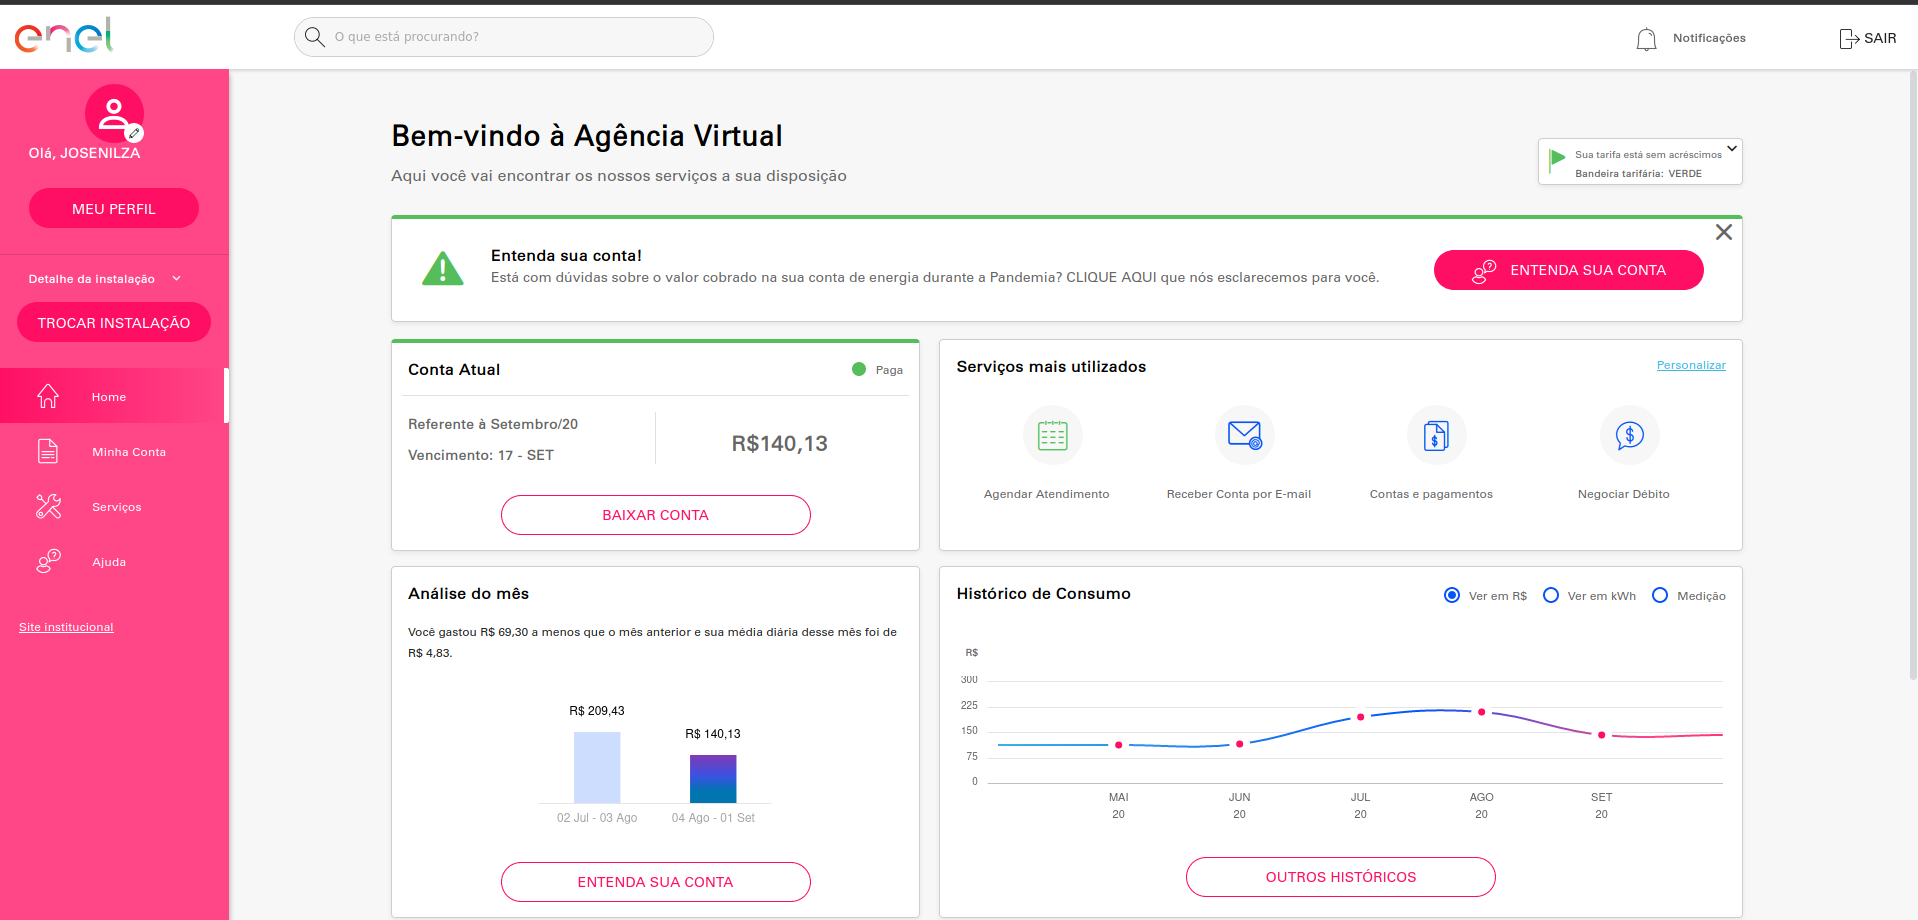 enel
O que está procurando?
Notificações
SAIR
Olá, JOSENILZA
MEU PERFIL
Detalhe da instalação
TROCAR INSTALAÇÃO
Home
Minha Conta
Serviços
Ajuda
Site institucional
Bem-vindo à Agência Virtual
Aqui você vai encontrar os nossos serviços a sua disposição
Sua tarifa está sem acréscimos
Bandeira tarifária: VERDE
Entenda sua conta!
Está com dúvidas sobre o valor cobrado na sua conta de energia durante a Pandemia? CLIQUE AQUI que nós esclarecemos para você.
ENTENDA SUA CONTA
Conta Atual
Paga
Referente à Setembro/20
Vencimento: 17 - SET
R$140,13
BAIXAR CONTA
Serviços mais utilizados
Personalizar
Agendar Atendimento
Receber Conta por E-mail
Contas e pagamentos
Negociar Débito
Análise do mês
Você gastou R$ 69,30 a menos que o mês anterior e sua média diária desse mês foi de
R$ 4,83.
R$ 209,43
R$ 140,13
02 Jul - 03 Ago
04 Ago - 01 Set
ENTENDA SUA CONTA
Histórico de Consumo
Ver em R$
Ver em kWh
Medição
R$
300
225
150
75
0
MAI
20
JUN
20
JUL
20
AGO
20
SET
20
OUTROS HISTÓRICOS